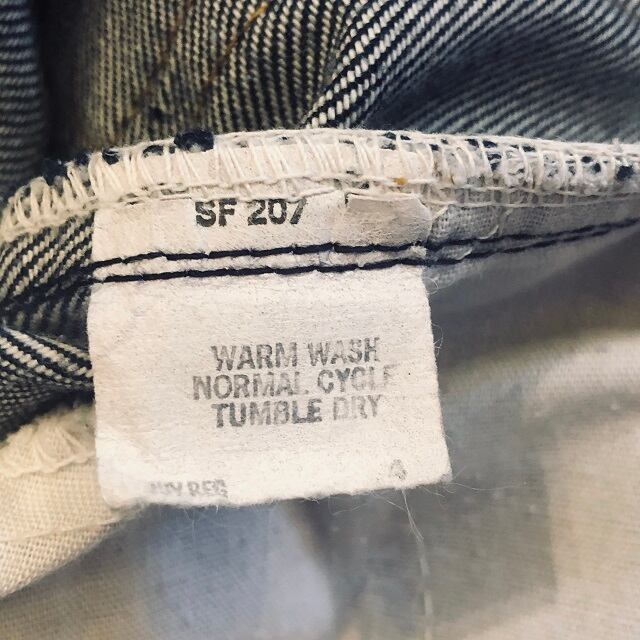 SF 207
WARM WASH
NORMAL CYCLE
TUMBLE DRY